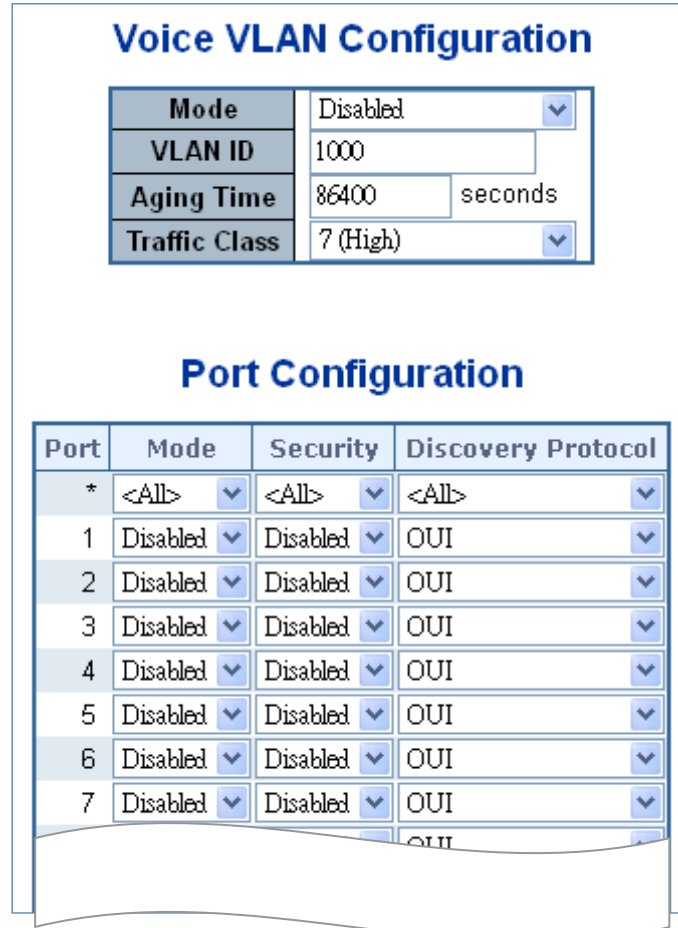 Voice VLAN Configuration
Mode Disabled
VLAN ID 1000
Aging Time 86400 seconds
Traffic Class 7 (High)
Port Configuration
Port Mode Security Discovery Protocol
* <All> <All> <All>
1 Disabled Disabled OUI
2 Disabled Disabled OUI
3 Disabled Disabled OUI
4 Disabled Disabled OUI
5 Disabled Disabled OUI
6 Disabled Disabled OUI
7 Disabled Disabled OUI
OUI